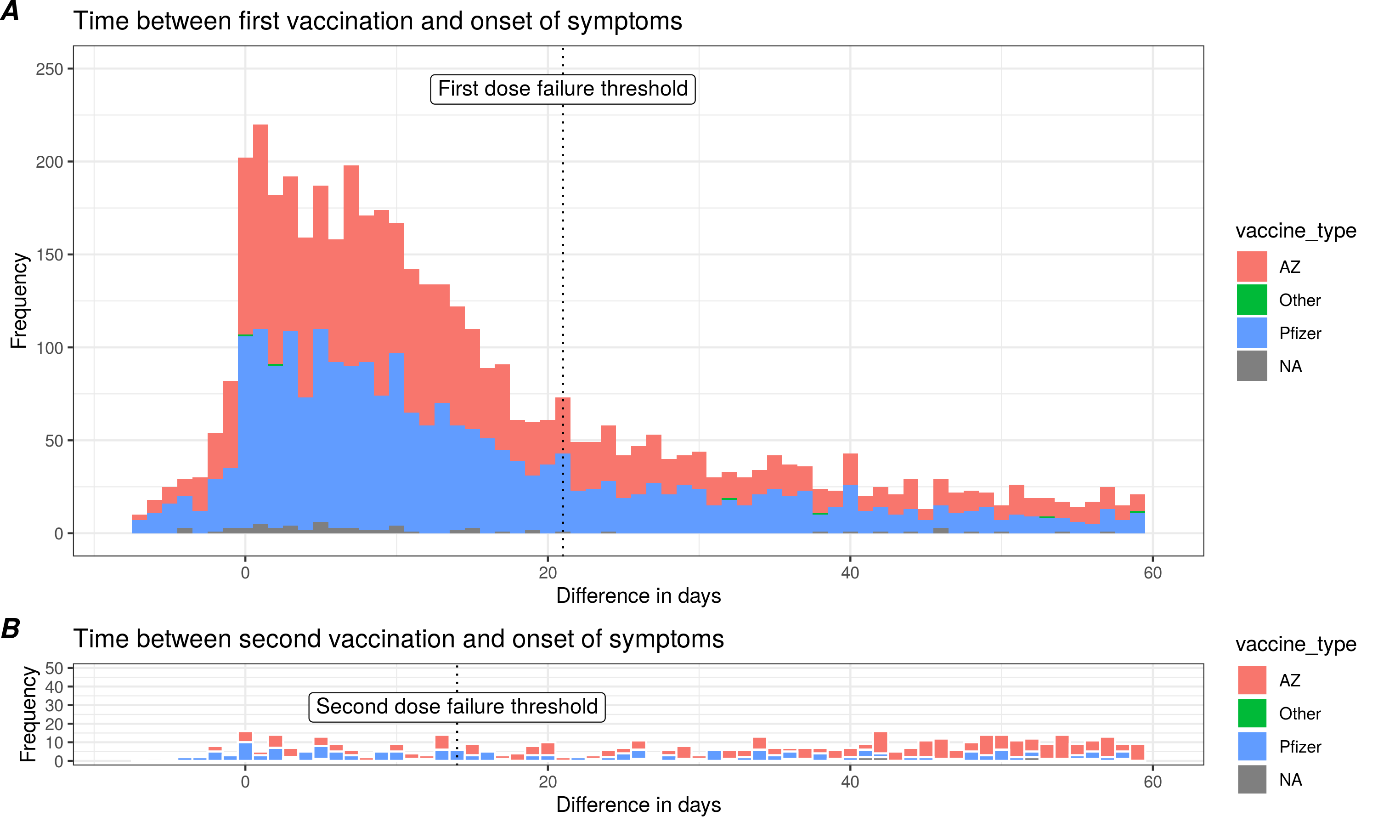 A
Time between first vaccination and onset of symptoms
250
200
150
100
50
0
Frequency
First dose failure threshold
0 20 40 60
Difference in days
vaccine_type
AZ
Other
Pfizer
NA
B
Time between second vaccination and onset of symptoms
50
40
30
20
10
0
Frequency
Second dose failure threshold
0 20 40 60
Difference in days
vaccine_type
AZ
Other
Pfizer
NA